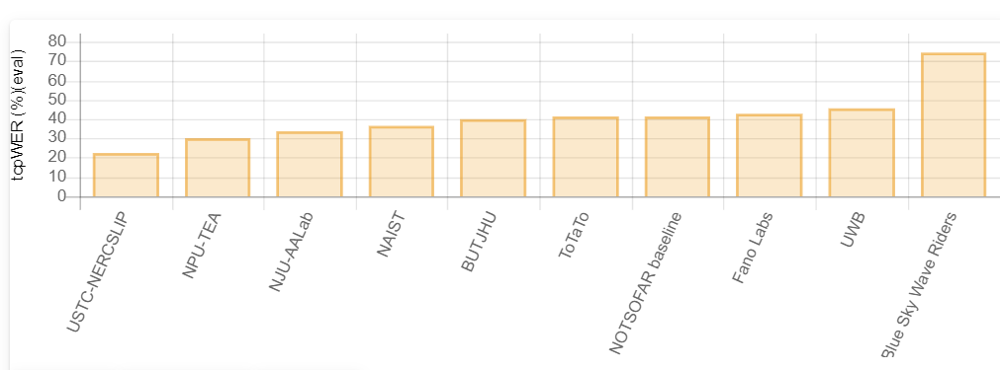 tcpWER (%)(eval)
80
70
60
50
40
30
20
10
0
USTC-NERCSLIP
NPU-TEA
NJU-AALab
NAIST
BUTJHU
ToTaTo
NOTSOFAR baseline
Fano Labs
UWB
Blue Sky Wave Riders